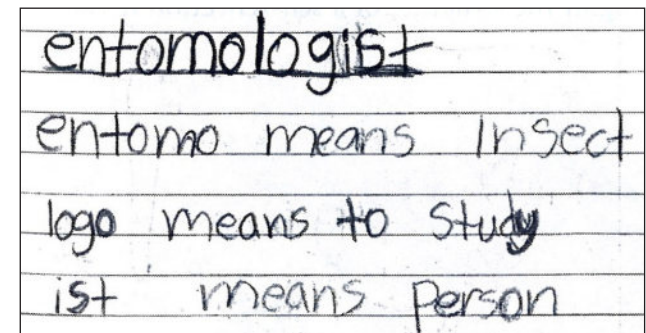 entomologist
entomo means Insect
logo means to study
ist means person